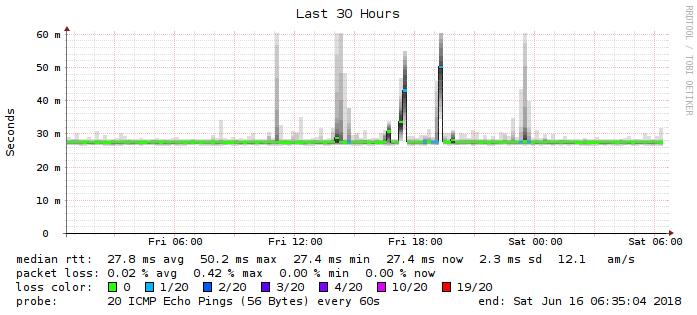 Last 30 Hours
RRDTOOL / TOBI OETIKER
Seconds
60 m
50 m
40 m
30 m
20 m
10 m
0
Fri 06:00 Fri 12:00 Fri 18:00 Sat 00:00 Sat 06:00
median rtt: 27.8 ms avg 50.2 ms max 27.4 ms min 27.4 ms now 2.3 ms sd 12.1 am/s
packet loss: 0.02 % avg 0.42 % max 0.00 % min 0.00 % now
loss color: 0 1/20 2/20 3/20 4/20 10/20 19/20
probe: 20 ICMP Echo Pings (56 Bytes) every 60s end: Sat Jun 16 06:35:04 2018